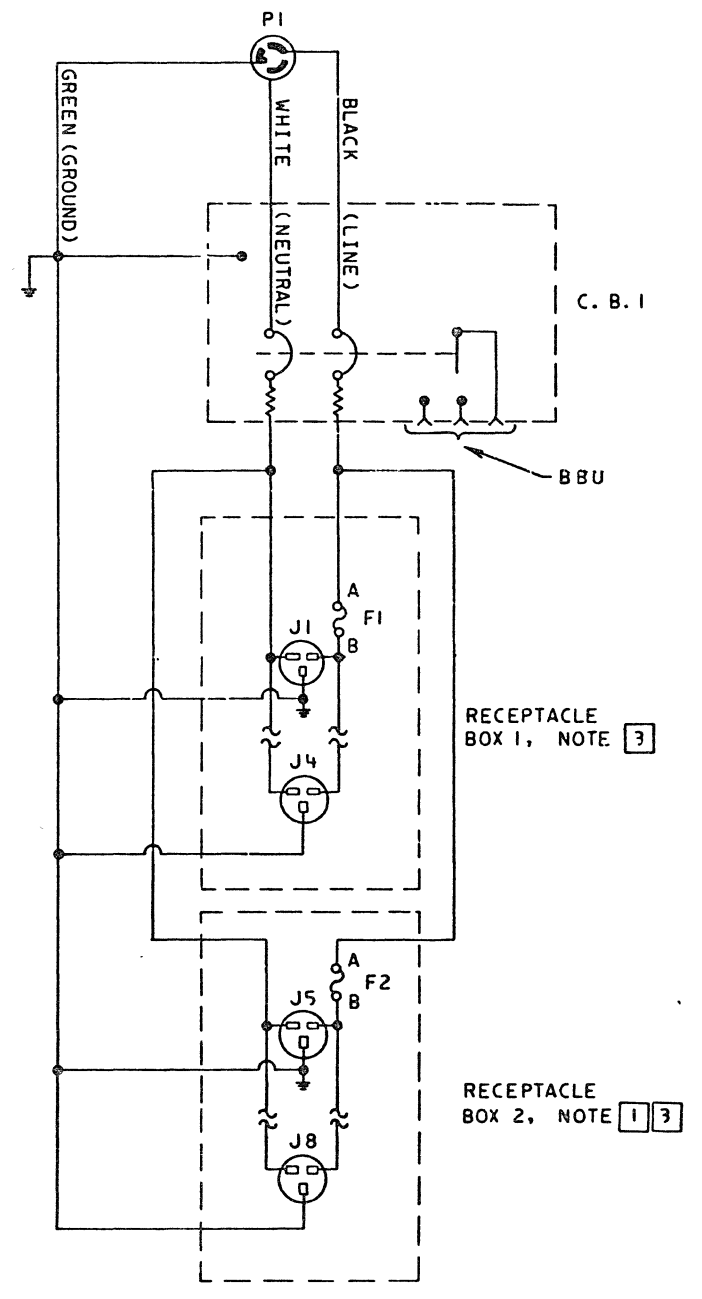 P1
GREEN (GROUND)
WHITE (NEUTRAL)
BLACK (LINE)
C. B. 1
BBU
A
F1
B
J1
RECEPTACLE
BOX 1, NOTE 3
J4
A
F2
B
J5
RECEPTACLE
BOX 2, NOTE 1 3
J8